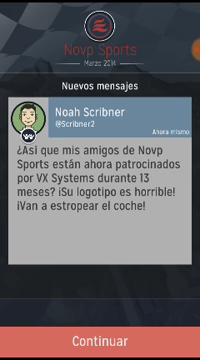 Novp Sports
Marzo 2014
Nuevos mensajes
Noah Scribner
@Scribner2
Ahora mismo
¿Así que mis amigos de Novp
Sports están ahora patrocinados
por VX Systems durante 13
meses? ¡Su logotipo es horrible!
¡Van a estropear el coche!
Continuar